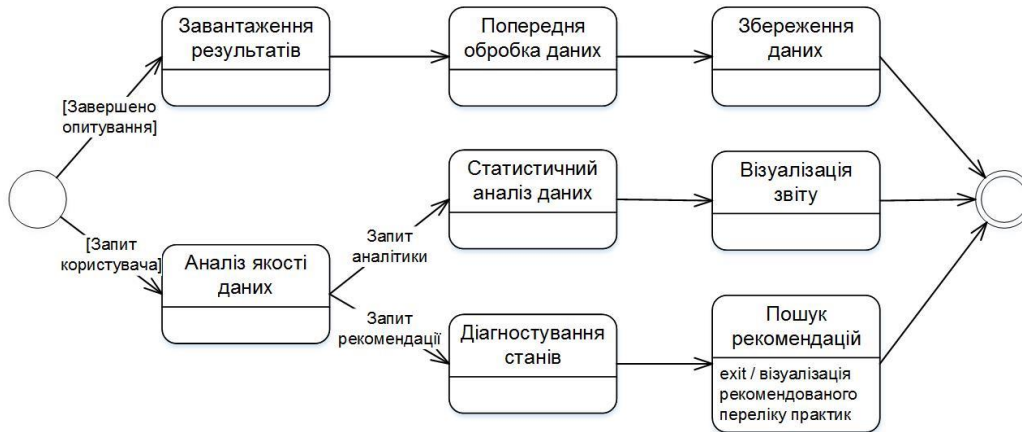 Завантаження
результатів
Попередня
обробка даних
Збереження
даних
[Завершено
опитування]
Статистичний
аналіз даних
Візуалізація
звіту
[Запит
користувача]
Аналіз якості
даних
Запит
аналітики
Запит
рекомендації
Діагностування
станів
Пошук
рекомендацій
exit / візуалізація
рекомендованого
переліку практик